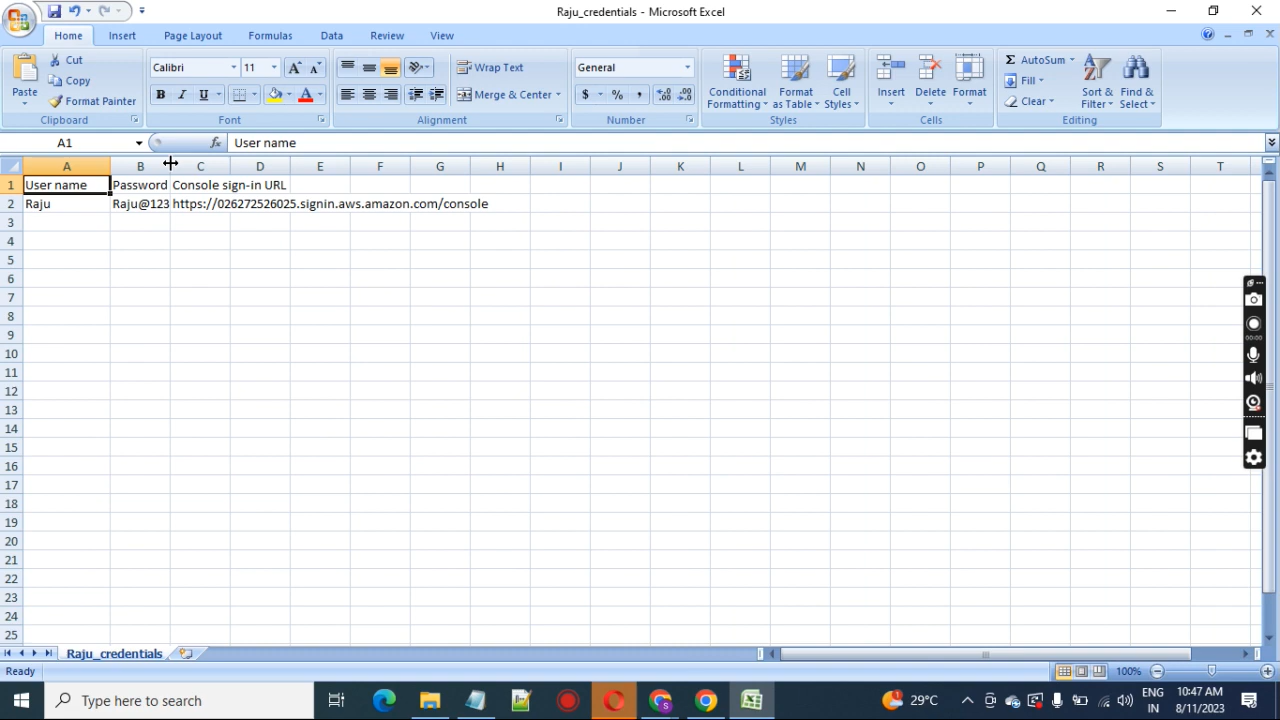 Raju_credentials - Microsoft Excel
Home Insert Page Layout Formulas Data Review View
Paste
Cut
Copy
Format Painter
Clipboard
Calibri 11 A A
B I U A
Font
Wrap Text
Merge & Center
Alignment
General
$ % ,
Number
Conditional Formatting
Format as Table
Cell Styles
Styles
Insert
Delete
Format
Cells
Σ AutoSum
Fill
Clear
Sort & Filter
Find & Select
Editing
A1 fx User name
A B C D E F G H I J K L M N O P Q R S T
1 User name Password Console sign-in URL
2 Raju Raju@123 https://026272526025.signin.aws.amazon.com/console
3
4
5
6
7
8
9
10
11
12
13
14
15
16
17
18
19
20
21
22
23
24
25
00:00
Raju_credentials
Ready 100%
Type here to search
1 29°C
ENG
IN
10:47 AM
8/11/2023